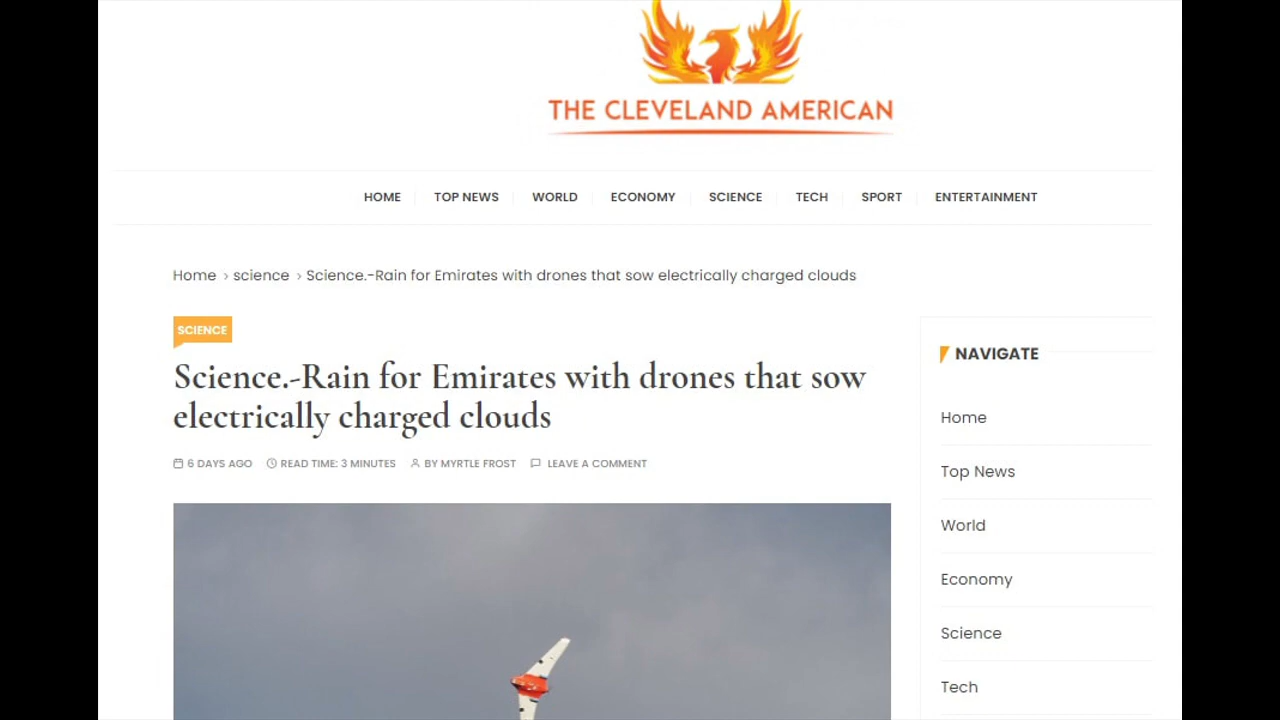 THE CLEVELAND AMERICAN
HOME TOP NEWS WORLD ECONOMY SCIENCE TECH SPORT ENTERTAINMENT
Home › science › Science.-Rain for Emirates with drones that sow electrically charged clouds
SCIENCE
Science.-Rain for Emirates with drones that sow
electrically charged clouds
6 DAYS AGO READ TIME: 3 MINUTES BY MYRTLE FROST LEAVE A COMMENT
NAVIGATE
Home
Top News
World
Economy
Science
Tech